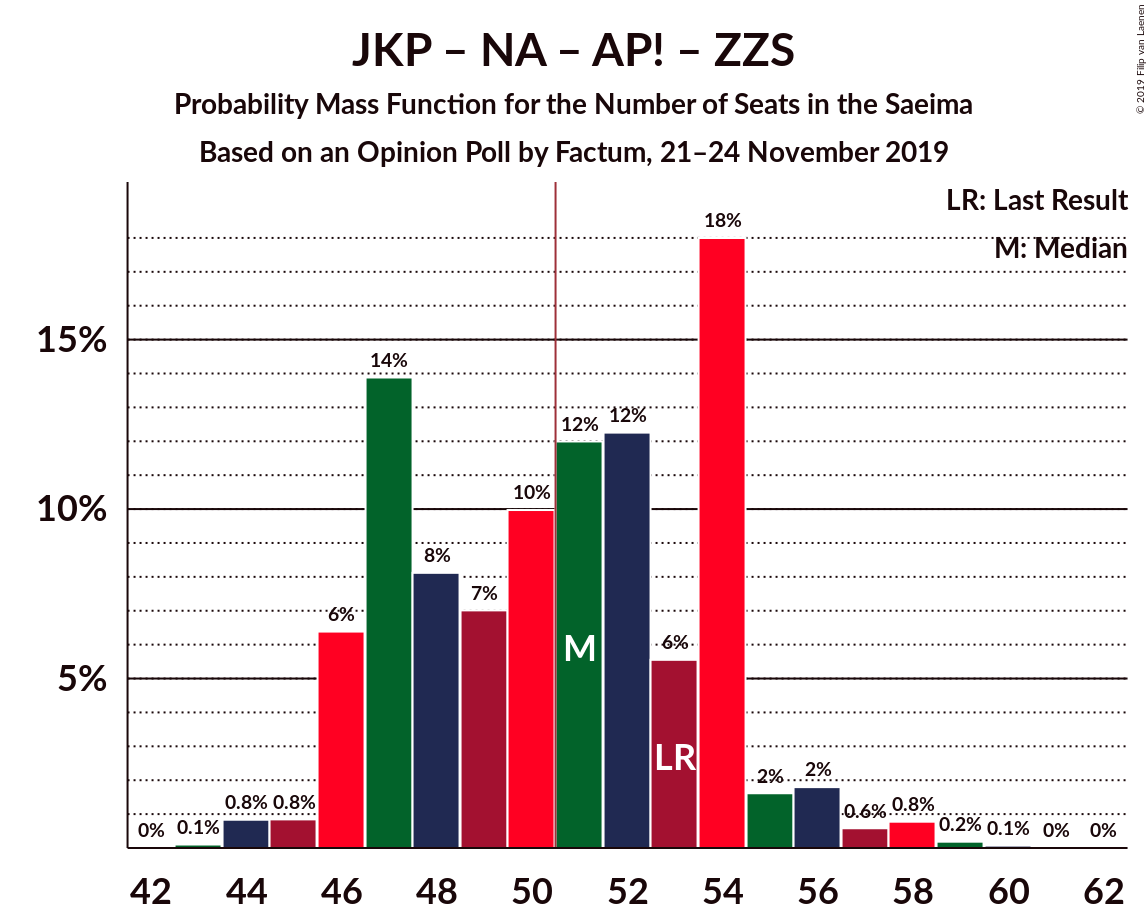 JKP – NA – AP! – ZZS
Probability Mass Function for the Number of Seats in the Saeima
Based on an Opinion Poll by Factum, 21–24 November 2019
© 2019 Filip van Laenen
LR: Last Result
M: Median
15%
10%
5%
0%
0.1%
0.8%
0.8%
6%
14%
8%
7%
10%
12%
12%
6%
18%
2%
2%
0.6%
0.8%
0.2%
0.1%
0%
0%
M
LR
42 44 46 48 50 52 54 56 58 60 62